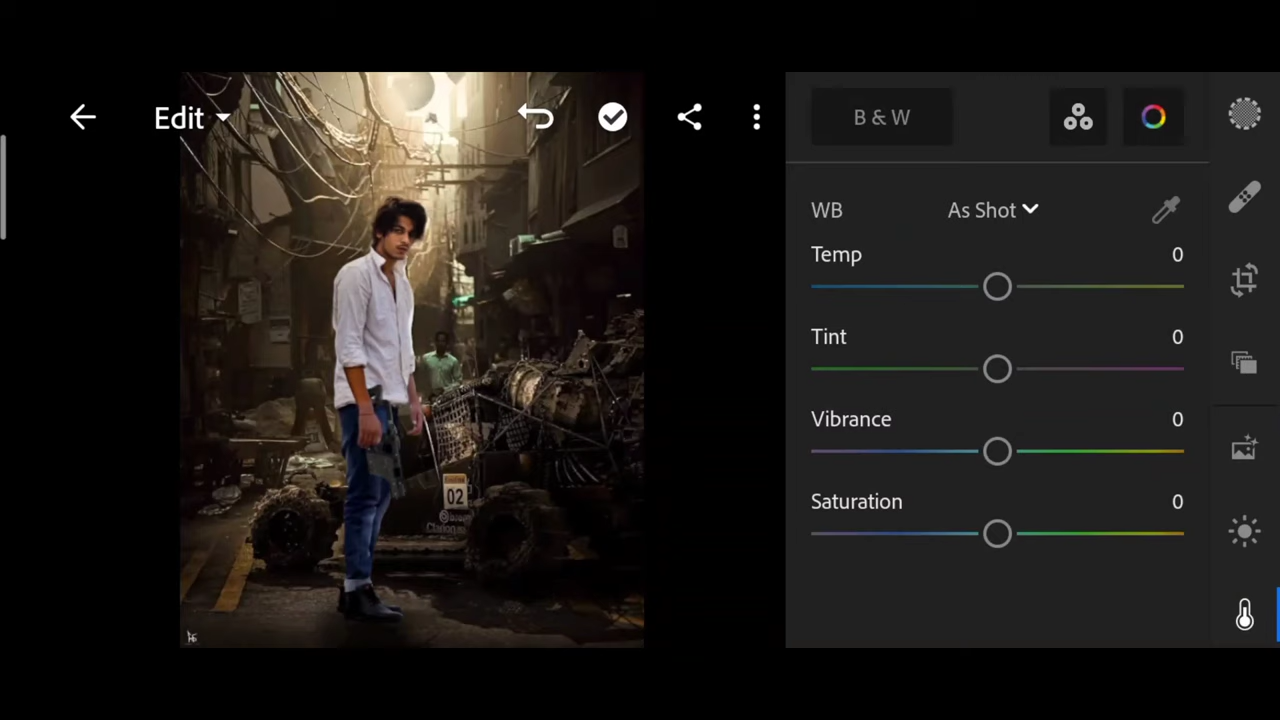 Edit
B & W
WB
As Shot
Temp
0
Tint
0
Vibrance
0
Saturation
0
02